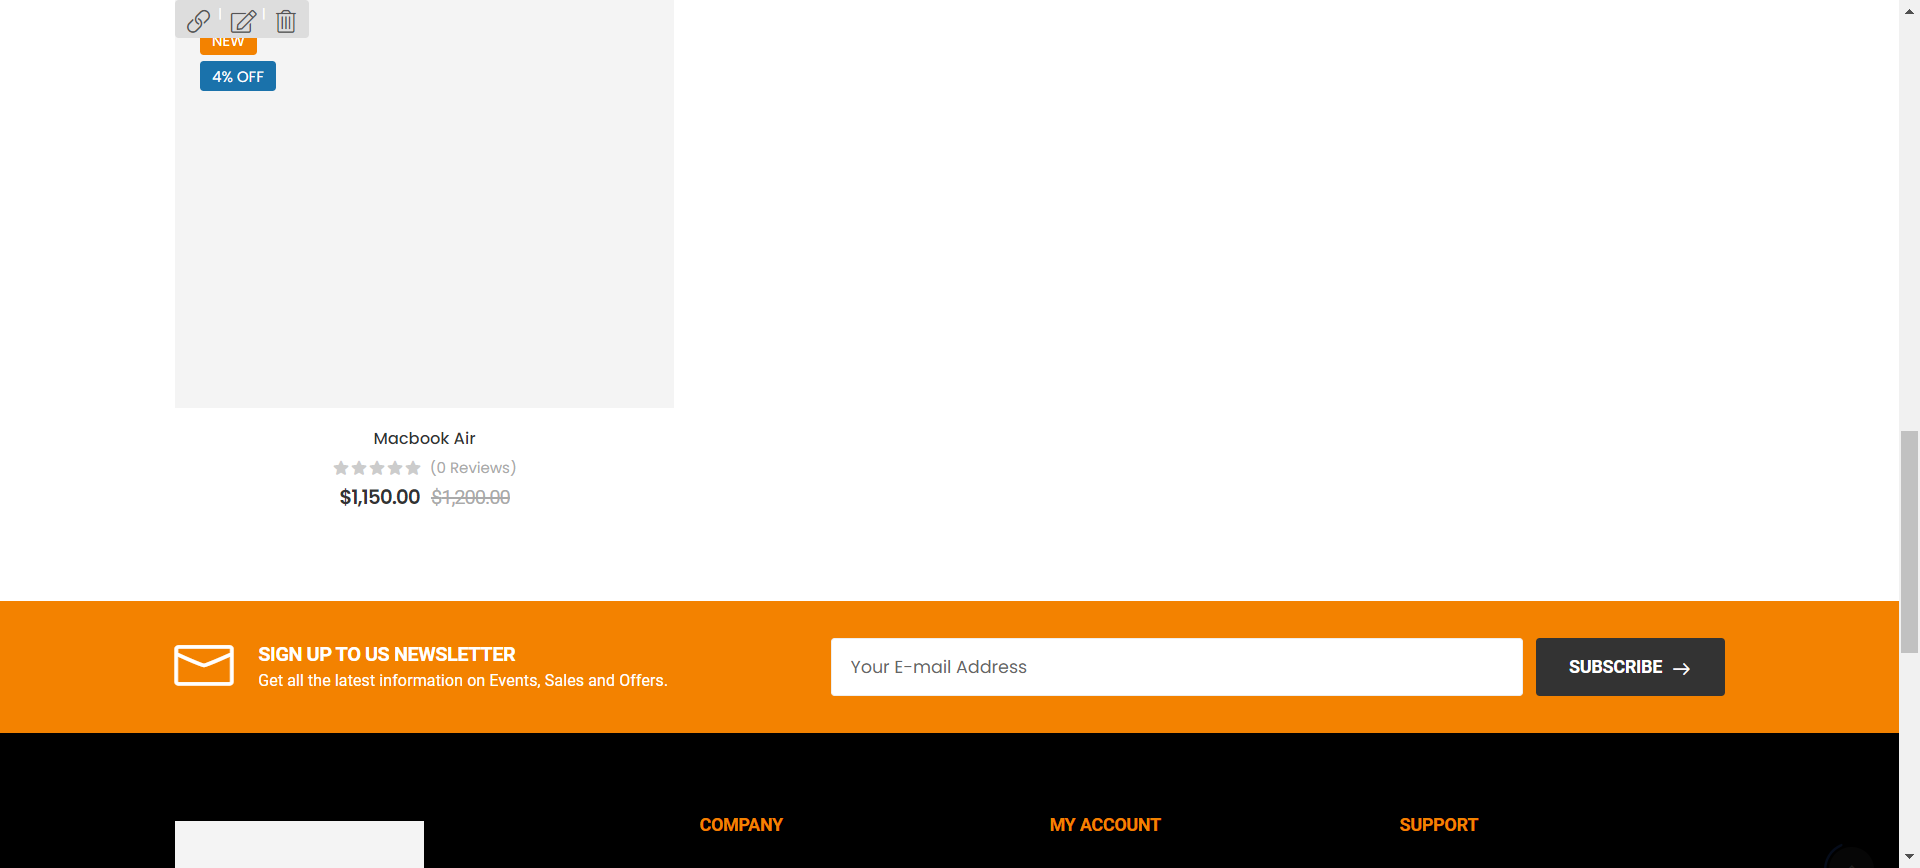 NEW
4% OFF
Macbook Air
(0 Reviews)
$1,150.00 $1,200.00
SIGN UP TO US NEWSLETTER
Get all the latest information on Events, Sales and Offers.
Your E-mail Address
SUBSCRIBE
COMPANY
MY ACCOUNT
SUPPORT